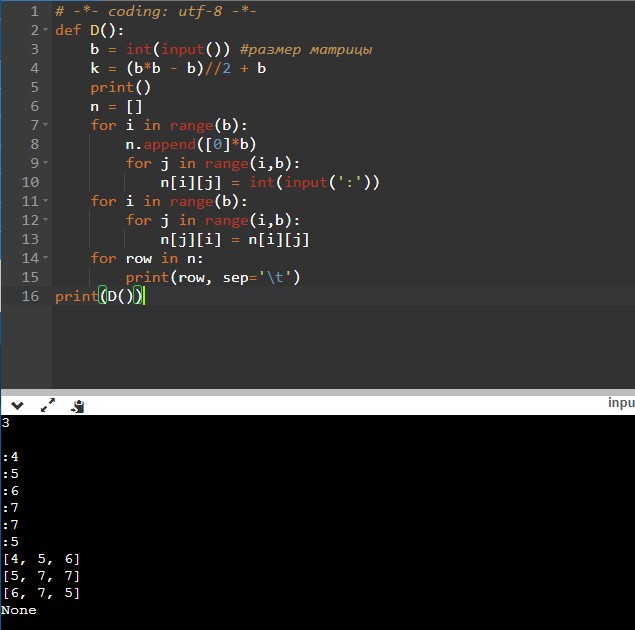 1 # -*- coding: utf-8 -*-
2 def D():
3     b = int(input()) #размер матрицы
4     k = (b*b - b)//2 + b
5     print()
6     n = []
7     for i in range(b):
8         n.append([0]*b)
9         for j in range(i,b):
10             n[i][j] = int(input(':'))
11     for i in range(b):
12         for j in range(i,b):
13             n[j][i] = n[i][j]
14     for row in n:
15         print(row, sep='\t')
16 print(D())
inpu
3
:4
:5
:6
:7
:7
:5
[4, 5, 6]
[5, 7, 7]
[6, 7, 5]
None